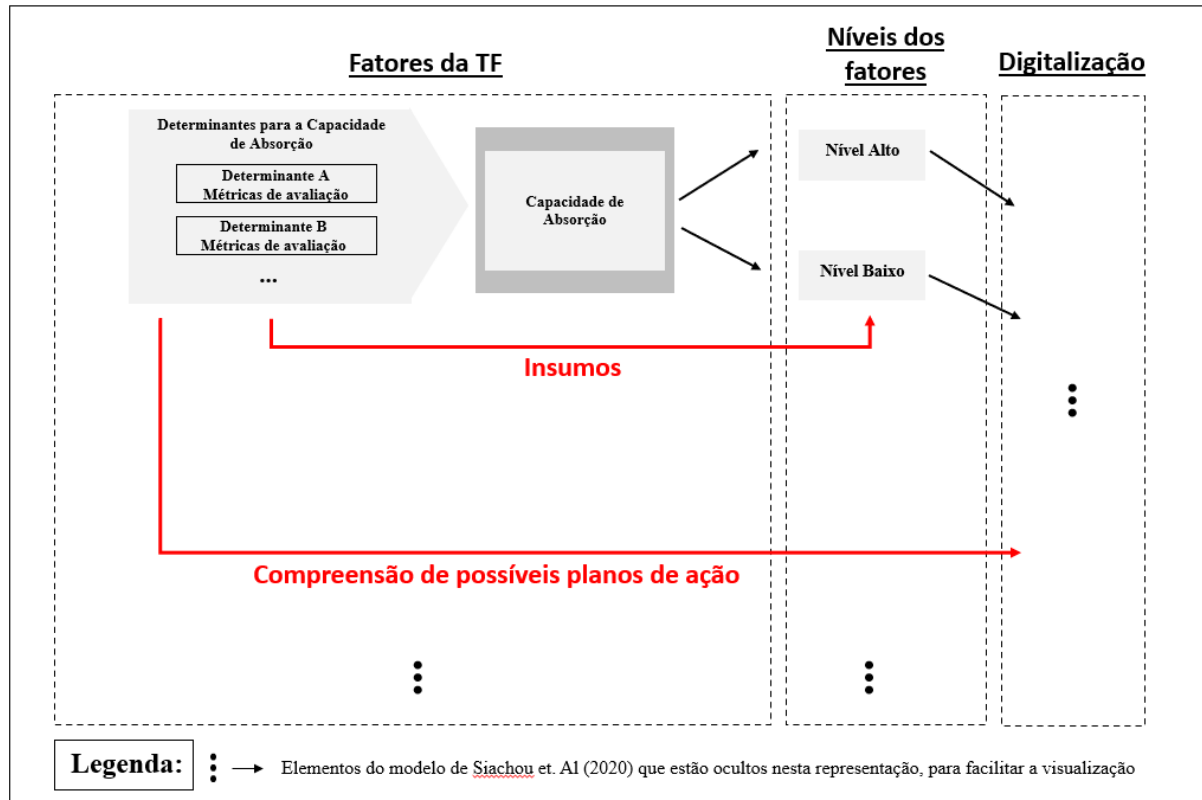 Fatores da TF
Níveis dos
fatores
Digitalização
Determinantes para a Capacidade
de Absorção
Determinante A
Métricas de avaliação
Determinante B
Métricas de avaliação
...
Capacidade de
Absorção
Nível Alto
Nível Baixo
Insumos
Compreensão de possíveis planos de ação
Legenda:
Elementos do modelo de Siachou et. Al (2020) que estão ocultos nesta representação, para facilitar a visualização